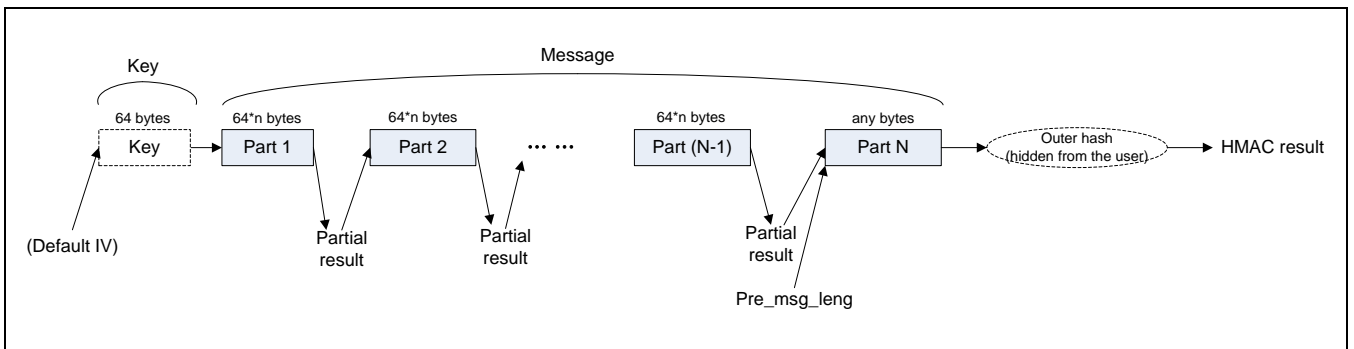 Message
Key
64 bytes
64*n bytes
64*n bytes
64*n bytes
any bytes
Key
Part 1
Part 2
... ...
Part (N-1)
Part N
Outer hash
(hidden from the user)
HMAC result
(Default IV)
Partial
result
Partial
result
Partial
result
Pre_msg_leng